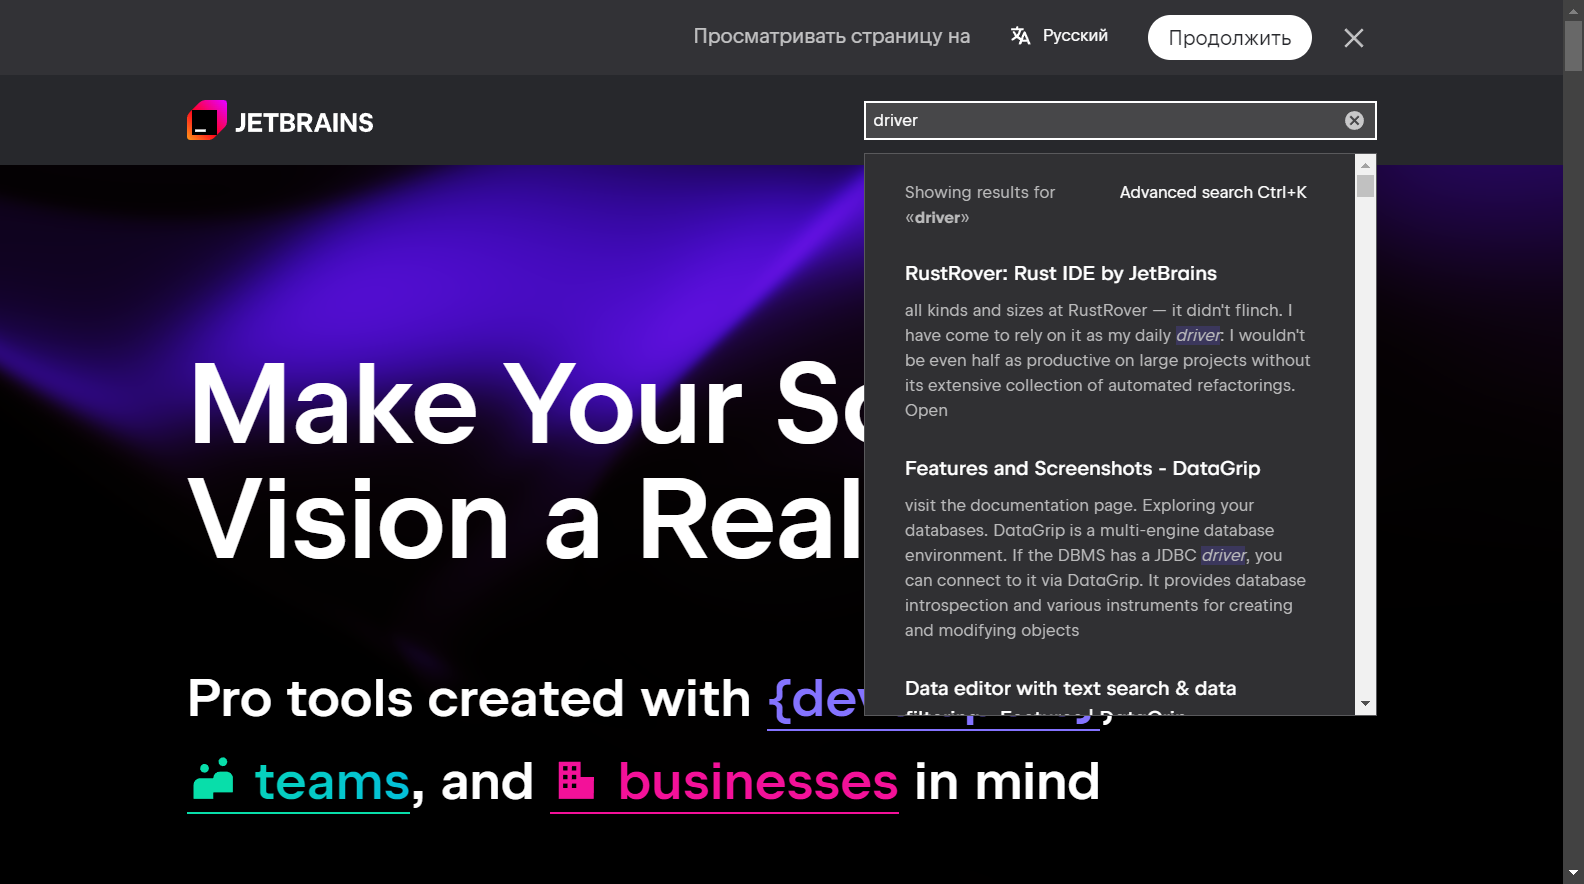 Просматривать страницу на
Русский
Продолжить
JETBRAINS
driver
Showing results for
«driver»
Advanced search Ctrl+K
RustRover: Rust IDE by JetBrains
all kinds and sizes at RustRover — it didn't flinch. I
have come to rely on it as my daily driver: I wouldn't
be even half as productive on large projects without
its extensive collection of automated refactorings.
Open
Features and Screenshots - DataGrip
visit the documentation page. Exploring your
databases. DataGrip is a multi-engine database
environment. If the DBMS has a JDBC driver, you
can connect to it via DataGrip. It provides database
introspection and various instruments for creating
and modifying objects
Data editor with text search & data
filtering - Features | DataGrip
Make Your
Vision a Real
Pro tools created with
teams, and businesses in mind